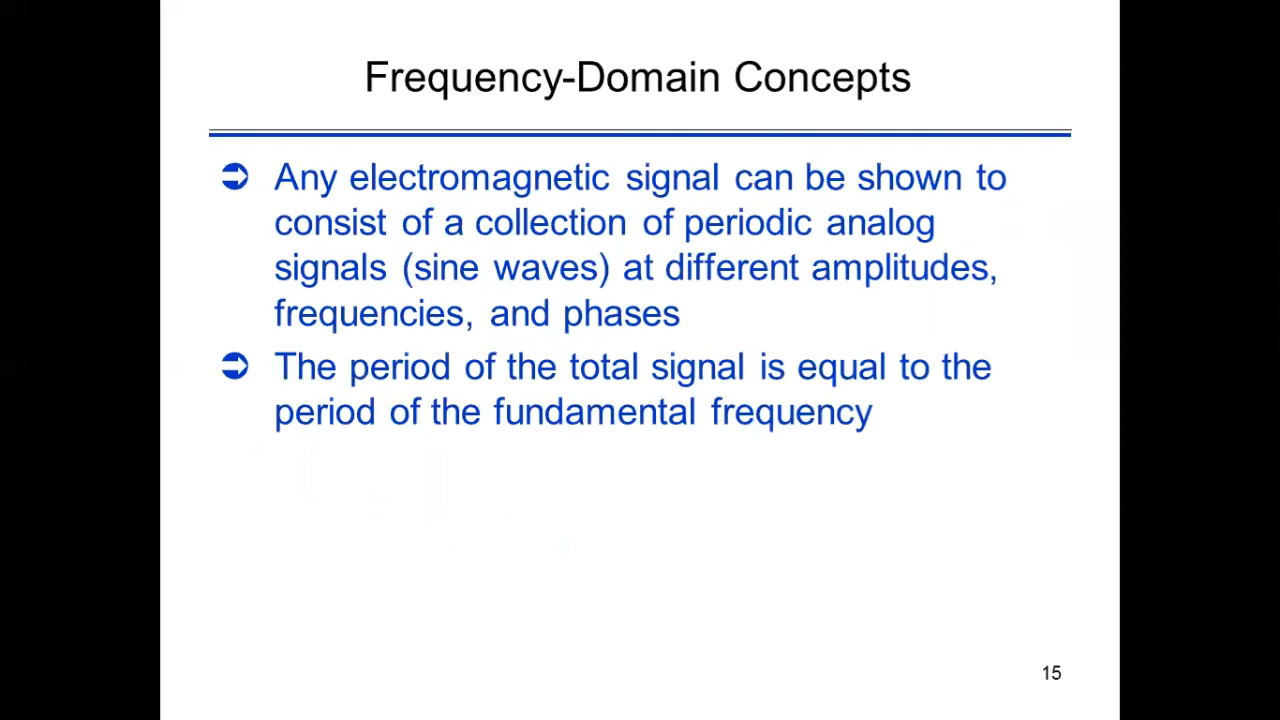 Frequency-Domain Concepts
Any electromagnetic signal can be shown to
consist of a collection of periodic analog
signals (sine waves) at different amplitudes,
frequencies, and phases
The period of the total signal is equal to the
period of the fundamental frequency
15